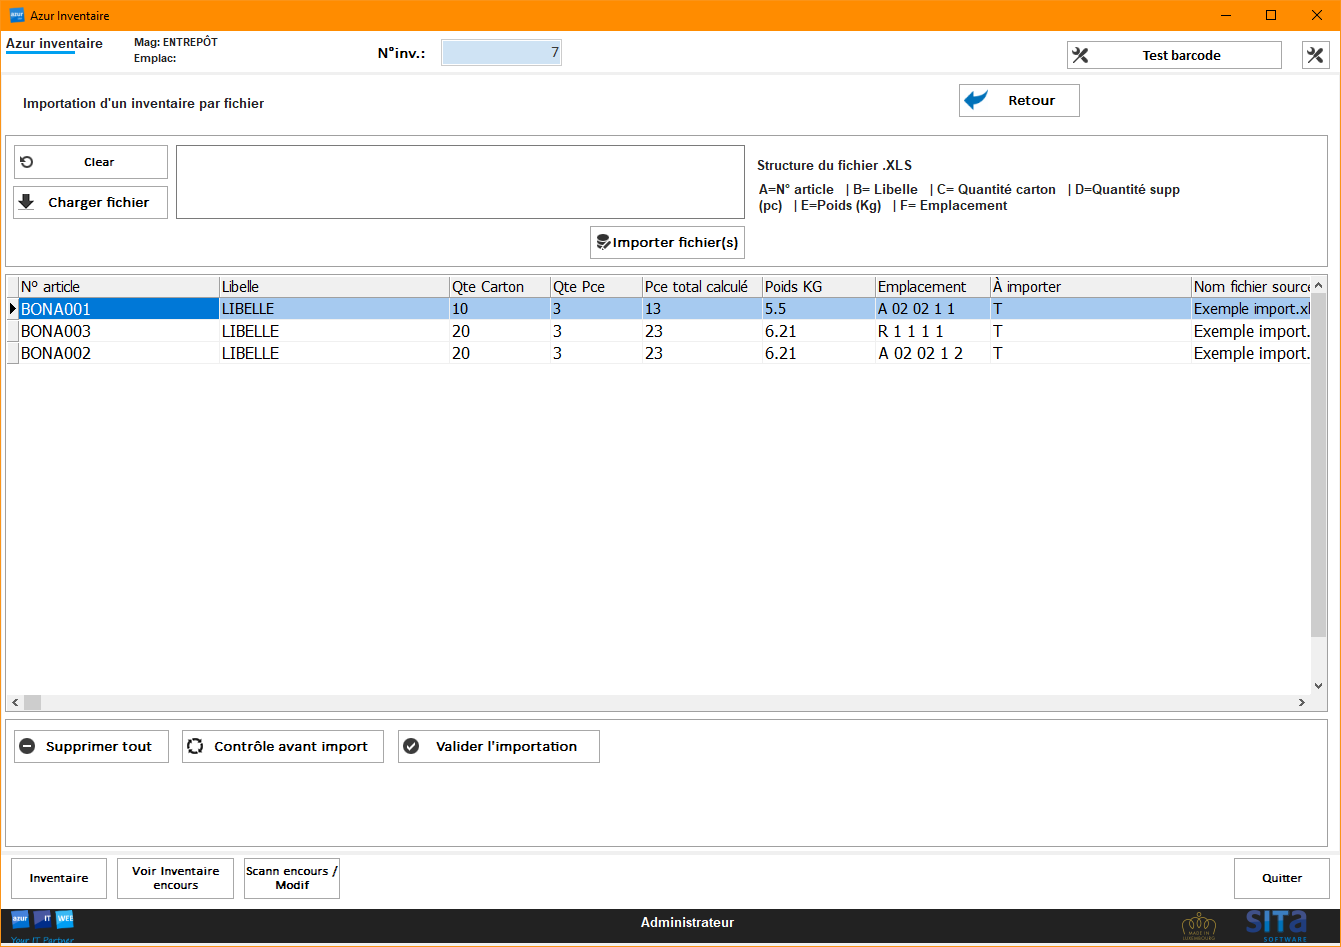 Azur Inventaire
Azur inventaire
Mag: ENTREPÔT
Emplac:
N°inv.: 7
Test barcode
Importation d'un inventaire par fichier
Retour
Clear
Charger fichier
Structure du fichier .XLS
A=N° article | B= Libelle | C= Quantité carton | D=Quantité supp
(pc) | E=Poids (Kg) | F= Emplacement
Importer fichier(s)
N° article Libelle Qte Carton Qte Pce Pce total calculé Poids KG Emplacement À importer Nom fichier source
BONA001 LIBELLE 10 3 13 5.5 A 02 02 1 1 T Exemple import.xl
BONA003 LIBELLE 20 3 23 6.21 R 1 1 1 1 T Exemple import.
BONA002 LIBELLE 20 3 23 6.21 A 02 02 1 2 T Exemple import.
Supprimer tout
Contrôle avant import
Valider l'importation
Inventaire
Voir Inventaire
encours
Scann encours /
Modif
Quitter
azur IT WEB
Your IT Partner
Administrateur
MADE IN
LUXEMBOURG
SITA
SOFTWARE